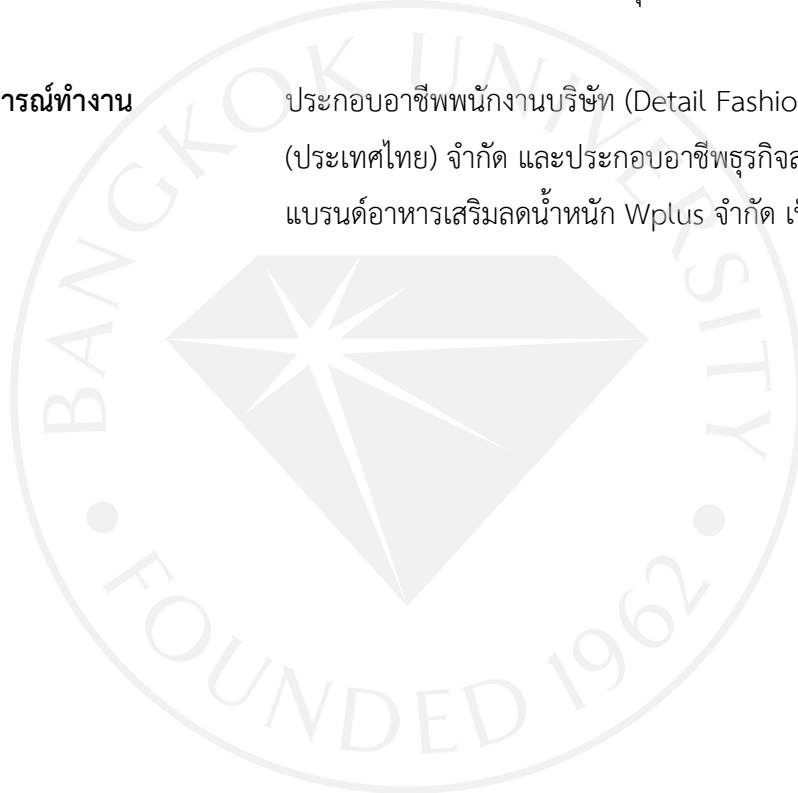 ารณ์ทำงาน ประกอบอาชีพพนักงานบริษัท (Detail Fashio
(ประเทศไทย) จำกัด และประกอบอาชีพธุรกิจส
แบรนด์อาหารเสริมลดน้ำหนัก Wplus จำกัด เ
BANGKOK UNIVERSITY
FOUNDED 1962